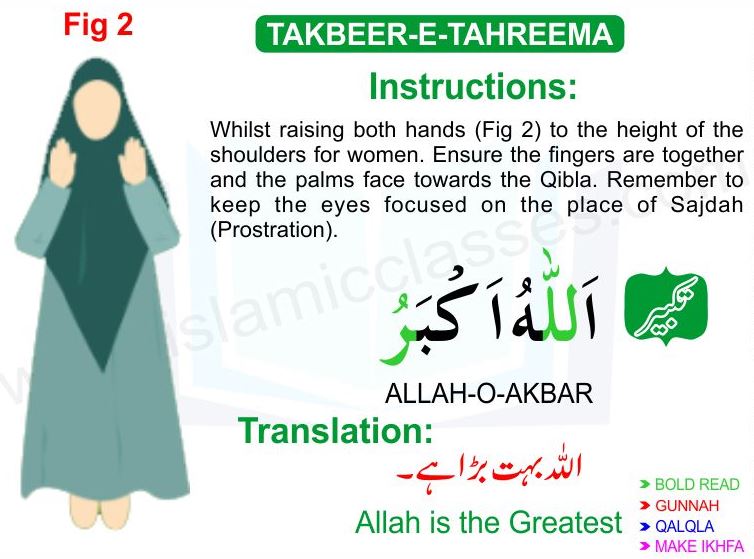 Fig 2
TAKBEER-E-TAHREEMA
Instructions:
Whilst raising both hands (Fig 2) to the height of the
shoulders for women. Ensure the fingers are together
and the palms face towards the Qibla. Remember to
keep the eyes focused on the place of Sajdah
(Prostration).
اَللّٰهُ اَكْبَرُ
تکبیر
ALLAH-O-AKBAR
Translation:
اللہ بہت بڑا ہے۔
Allah is the Greatest
BOLD READ
GUNNAH
QALQLA
MAKE IKHFA
www.islamicclasses.com